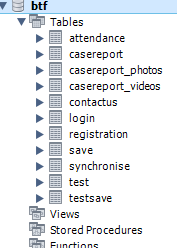 btf
Tables
attendance
casereport
casereport_photos
casereport_videos
contactus
login
registration
save
synchronise
test
testsave
Views
Stored Procedures
Functions